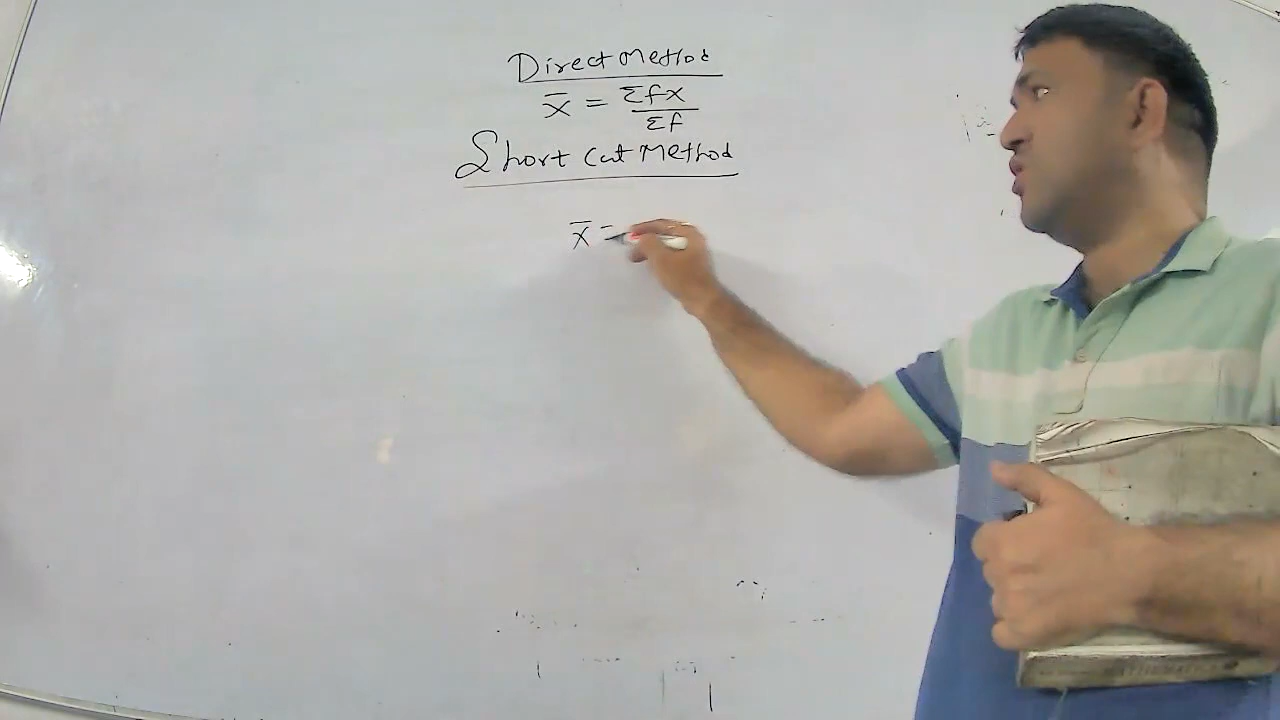 Direct Method
x̄ = Σfx / Σf
Short Cut Method
x̄ =